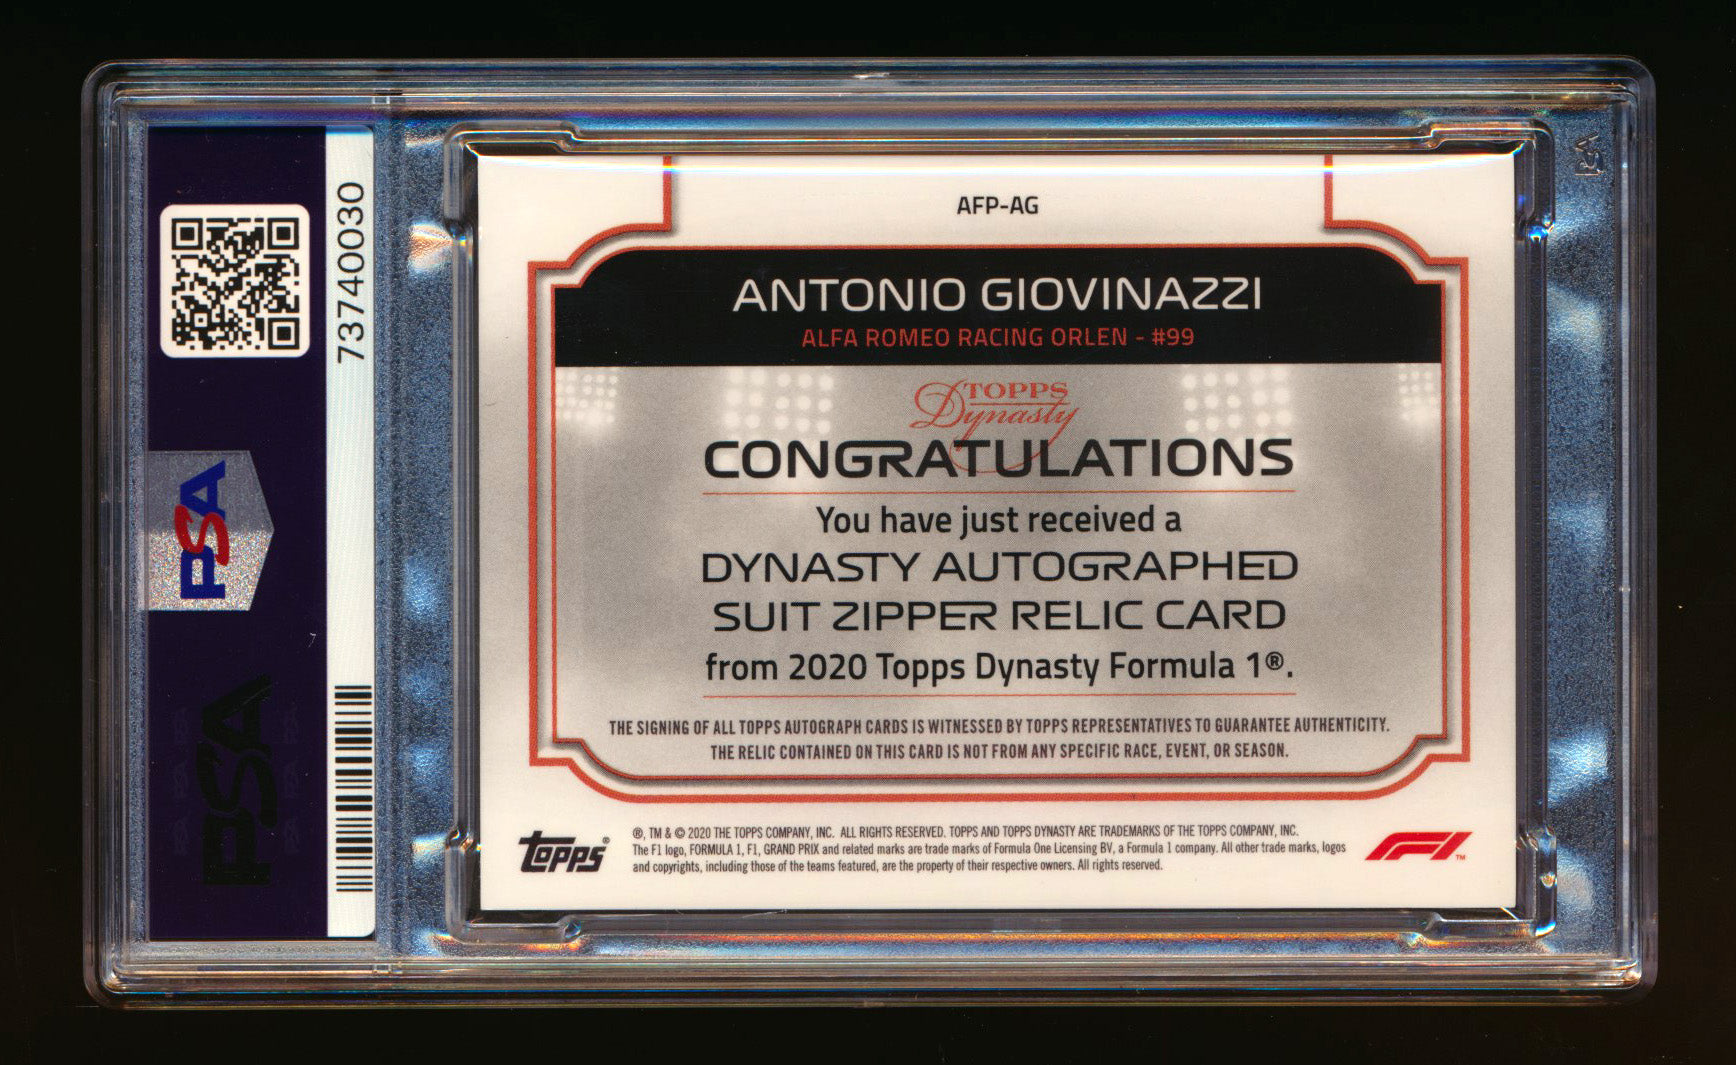 73740030
PSA
PSA
PSA
AFP-AG
ANTONIO GIOVINAZZI
ALFA ROMEO RACING ORLEN - #99
TOPPS
Dynasty
CONGRATULATIONS
You have just received a
DYNASTY AUTOGRAPHED
SUIT ZIPPER RELIC CARD
from 2020 Topps Dynasty Formula 1®.
THE SIGNING OF ALL TOPPS AUTOGRAPH CARDS IS WITNESSED BY TOPPS REPRESENTATIVES TO GUARANTEE AUTHENTICITY.
THE RELIC CONTAINED ON THIS CARD IS NOT FROM ANY SPECIFIC RACE, EVENT, OR SEASON.
Topps®
®, TM & © 2020 THE TOPPS COMPANY, INC. ALL RIGHTS RESERVED. TOPPS AND TOPPS DYNASTY ARE TRADEMARKS OF THE TOPPS COMPANY, INC.
The F1 logo, FORMULA 1, F1, GRAND PRIX and related marks are trade marks of Formula One Licensing BV, a Formula 1 company. All other trade marks, logos
and copyrights, including those of the teams featured, are the property of their respective owners. All rights reserved.
F1™